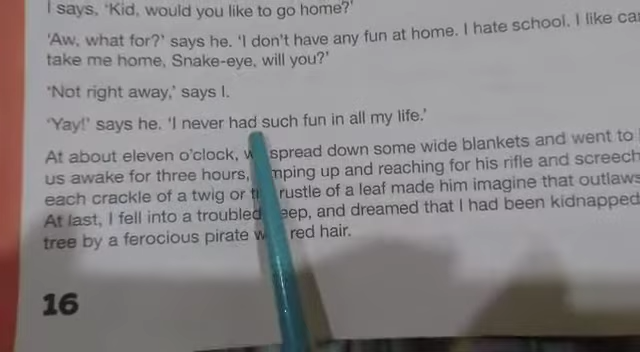 I says, 'Kid, would you like to go home?'
'Aw, what for?' says he. 'I don't have any fun at home. I hate school. I like
take me home, Snake-eye, will you?'
'Not right away,' says I.
'Yay!' says he. 'I never had such fun in all my life.'
At about eleven o'clock, spread down some wide blankets and went to
us awake for three hours, up and reaching for his rifle and
each crackle of a twig or rustle of a leaf made him imagine that outlaws
At last, I fell into a troubled and dreamed that I had been kidnapped
tree by a ferocious pirate red hair.
16